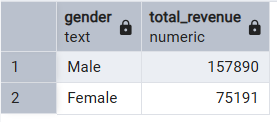 gender total_revenue
text numeric
1 Male 157890
2 Female 75191